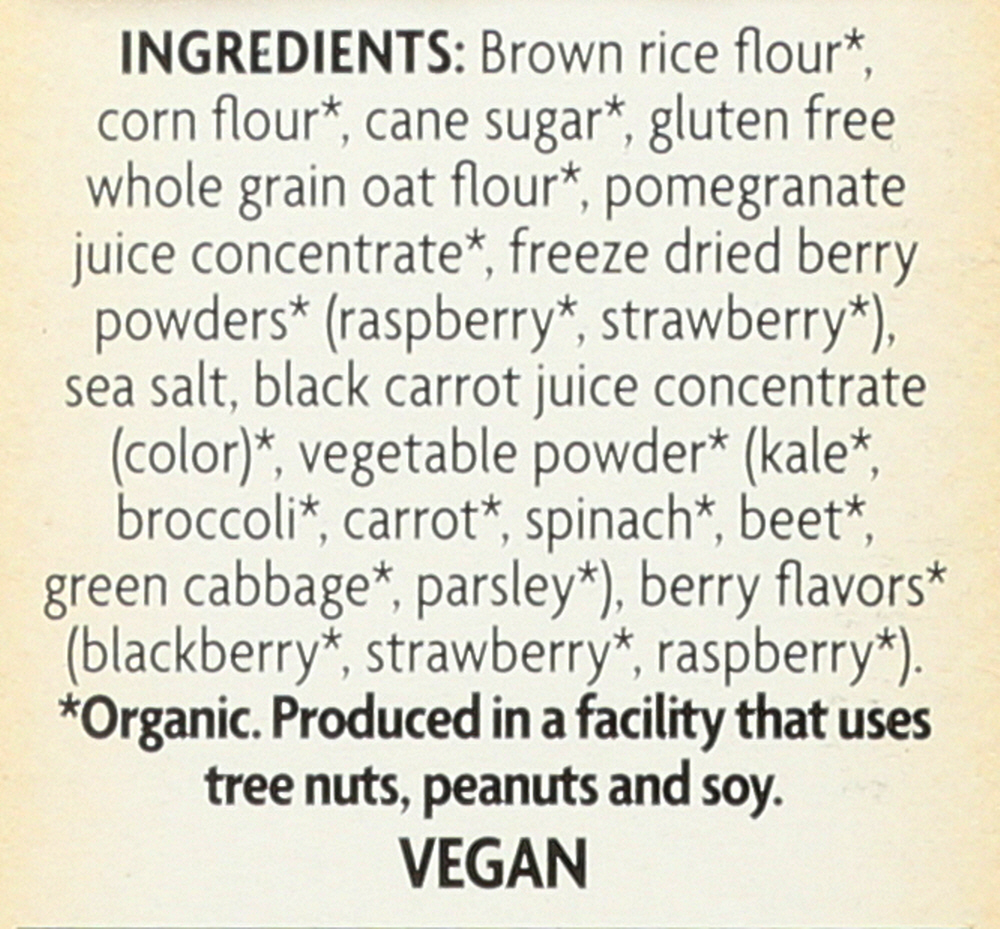 INGREDIENTS: Brown rice flour*,
corn flour*, cane sugar*, gluten free
whole grain oat flour*, pomegranate
juice concentrate*, freeze dried berry
powders* (raspberry*, strawberry*),
sea salt, black carrot juice concentrate
(color)*, vegetable powder* (kale*,
broccoli*, carrot*, spinach*, beet*,
green cabbage*, parsley*), berry flavors*
(blackberry*, strawberry*, raspberry*).
*Organic. Produced in a facility that uses
tree nuts, peanuts and soy.
VEGAN